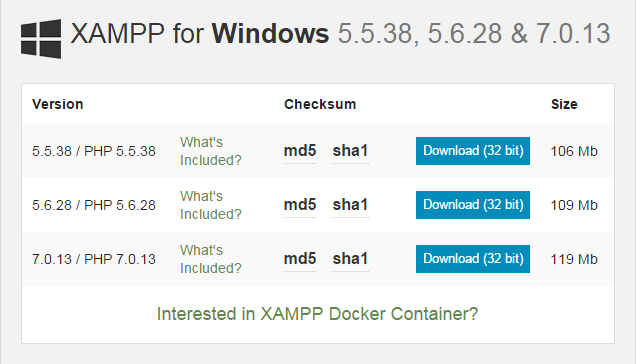 XAMPP for Windows 5.5.38, 5.6.28 & 7.0.13
Version Checksum Size
5.5.38 / PHP 5.5.38 What's Included? md5 sha1 Download (32 bit) 106 Mb
5.6.28 / PHP 5.6.28 What's Included? md5 sha1 Download (32 bit) 109 Mb
7.0.13 / PHP 7.0.13 What's Included? md5 sha1 Download (32 bit) 119 Mb
Interested in XAMPP Docker Container?